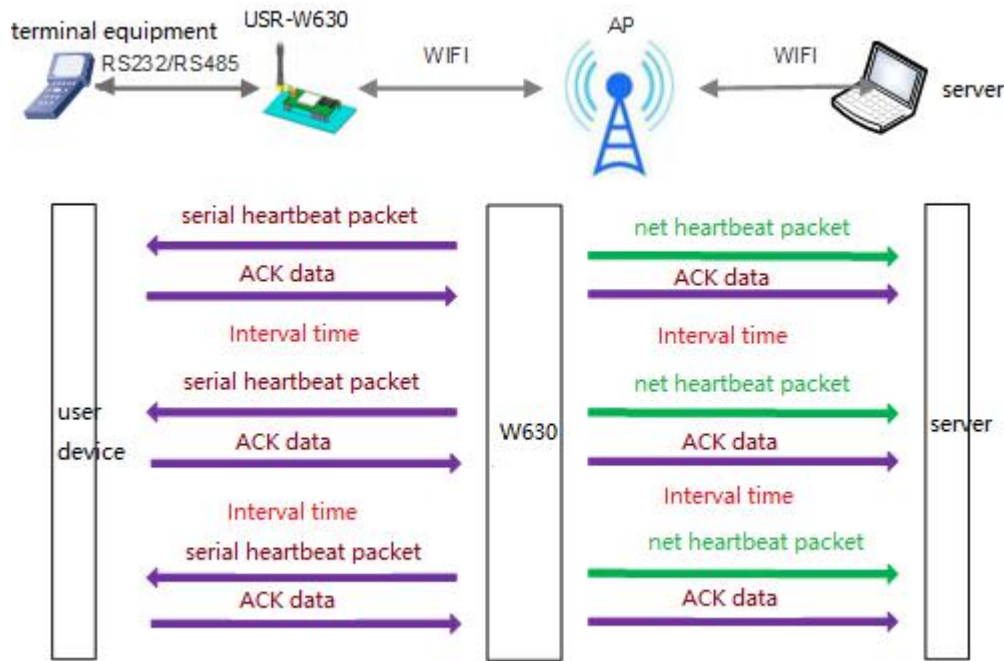 USR-W630
AP
terminal equipment
RS232/RS485
WIFI
WIFI
server
serial heartbeat packet
net heartbeat packet
ACK data
ACK data
Interval time
Interval time
serial heartbeat packet
net heartbeat packet
user
device
W630
server
ACK data
ACK data
Interval time
Interval time
serial heartbeat packet
net heartbeat packet
ACK data
ACK data